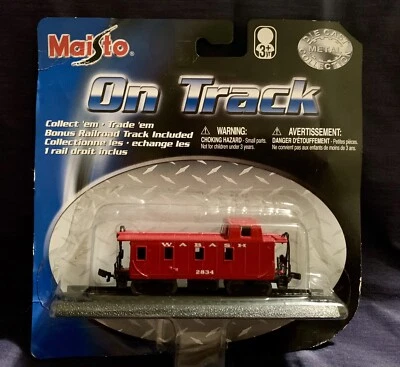 Maisto®
3+
DIE CAST
METAL
COLLECTION
On Track
Collect 'em - Trade 'em
Bonus Railroad Track Included
Collectionne les - echange les
1 rail droit inclus
WARNING:
CHOKING HAZARD - Small parts.
Not for children under 3 years.
AVERTISSEMENT:
DANGER D'ÉTOUFFEMENT - Petites pièces.
Ne convient pas aux enfants de moins de 3 ans.
WABASH
2834